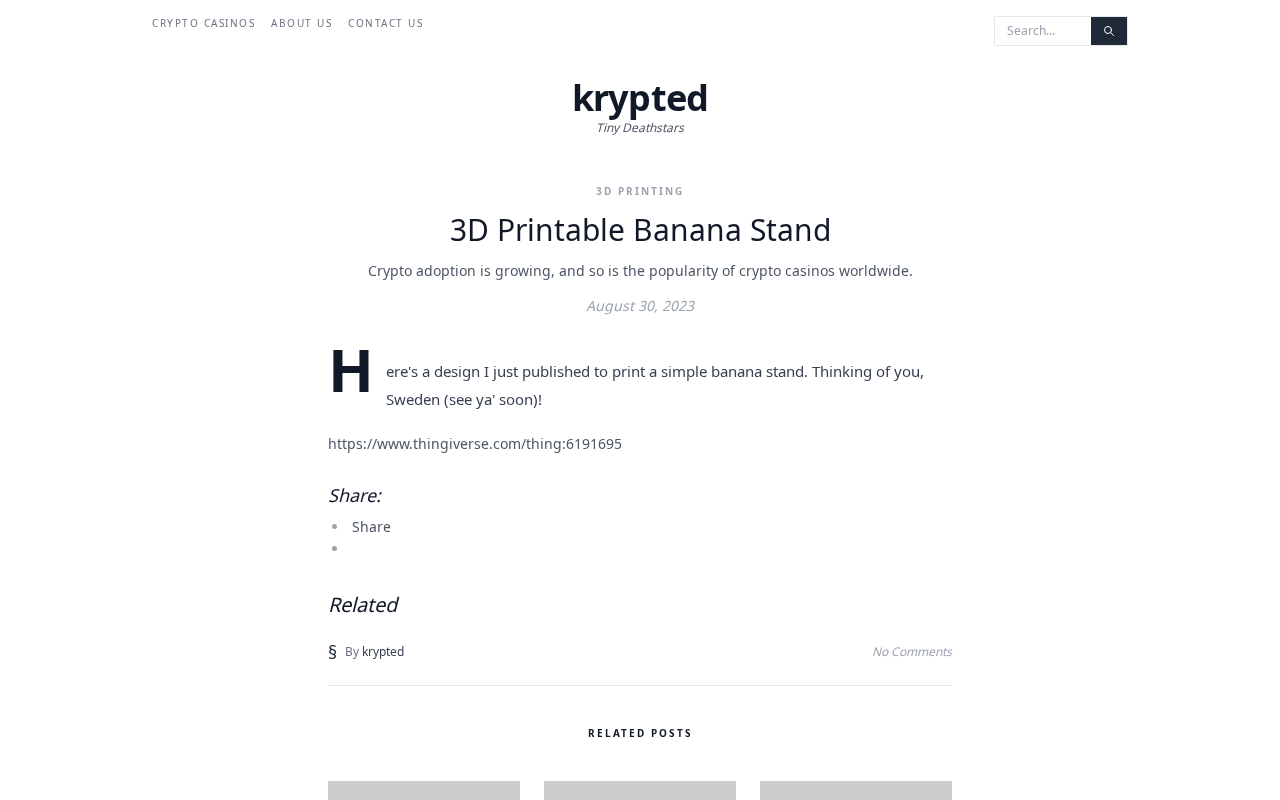 CRYPTO CASINOS ABOUT US CONTACT US
Search...
krypted
Tiny Deathstars
3D PRINTING
3D Printable Banana Stand
Crypto adoption is growing, and so is the popularity of crypto casinos worldwide.
August 30, 2023
Here's a design I just published to print a simple banana stand. Thinking of you,
Sweden (see ya' soon)!
https://www.thingiverse.com/thing:6191695
Share:
Share
Related
§ By krypted
No Comments
RELATED POSTS